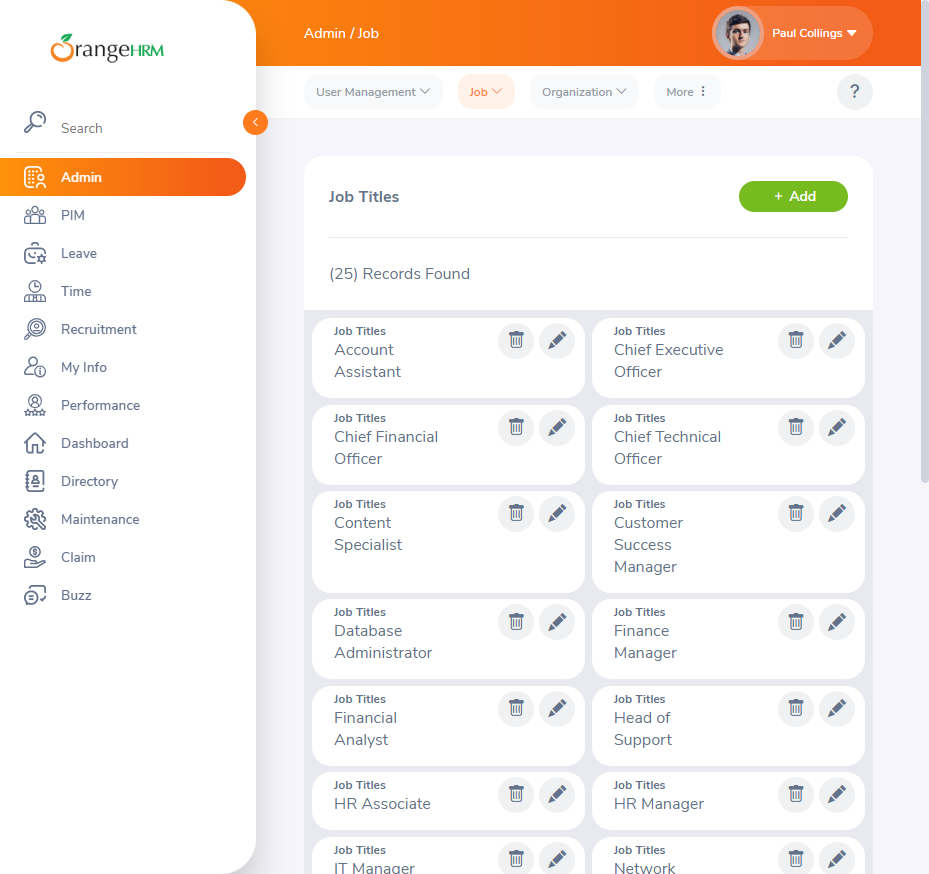 OrangeHRM
Search
Admin
PIM
Leave
Time
Recruitment
My Info
Performance
Dashboard
Directory
Maintenance
Claim
Buzz
Admin / Job
Paul Collings
User Management
Job
Organization
More
?
Job Titles
+ Add
(25) Records Found
Job Titles
Account
Assistant
Job Titles
Chief Executive
Officer
Job Titles
Chief Financial
Officer
Job Titles
Chief Technical
Officer
Job Titles
Content
Specialist
Job Titles
Customer
Success
Manager
Job Titles
Database
Administrator
Job Titles
Finance
Manager
Job Titles
Financial
Analyst
Job Titles
Head of
Support
Job Titles
HR Associate
Job Titles
HR Manager
Job Titles
IT Manager
Job Titles
Network